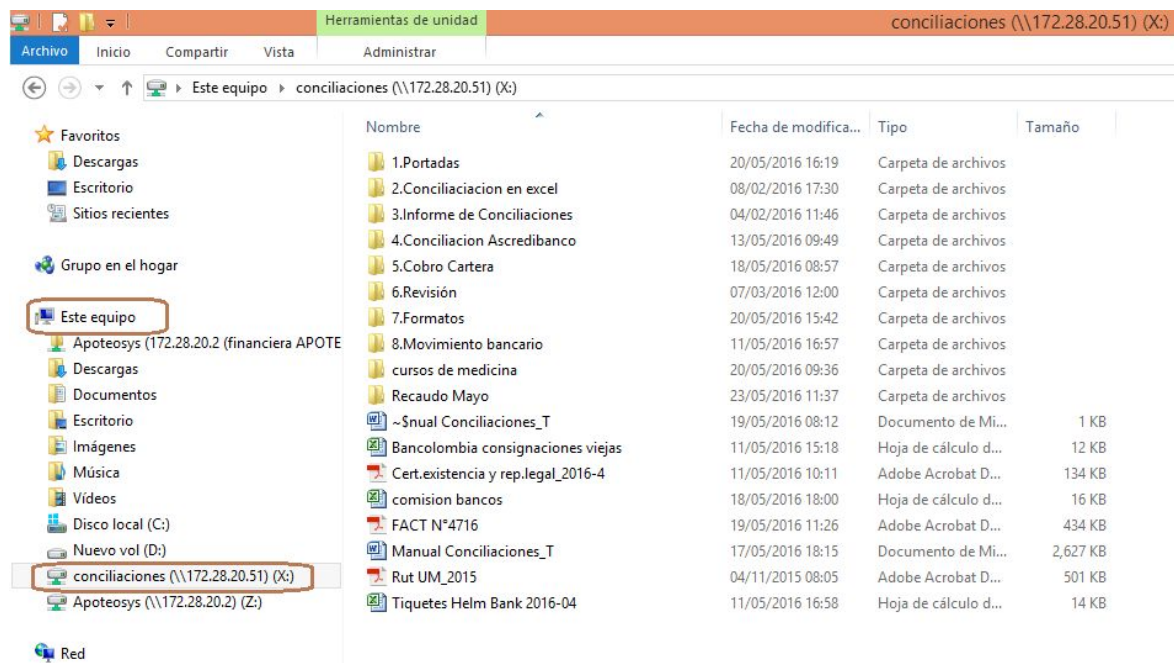 Herramientas de unidad
conciliaciones (\\172.28.20.51) (X:)
Archivo Inicio Compartir Vista Administrar
Este equipo conciliaciones (\\172.28.20.51) (X:)
Favoritos
Descargas
Escritorio
Sitios recientes
Grupo en el hogar
Este equipo
Apoteosys (172.28.20.2 (financiera APOTE
Descargas
Documentos
Escritorio
Imágenes
Música
Vídeos
Disco local (C:)
Nuevo vol (D:)
conciliaciones (\\172.28.20.51) (X:)
Apoteosys (\\172.28.20.2) (Z:)
Red
Nombre Fecha de modifica... Tipo Tamaño
1.Portadas 20/05/2016 16:19 Carpeta de archivos
2.Conciliaciacion en excel 08/02/2016 17:30 Carpeta de archivos
3.Informe de Conciliaciones 04/02/2016 11:46 Carpeta de archivos
4.Conciliacion Ascredibanco 13/05/2016 09:49 Carpeta de archivos
5.Cobro Cartera 18/05/2016 08:57 Carpeta de archivos
6.Revisión 07/03/2016 12:00 Carpeta de archivos
7.Formatos 20/05/2016 15:42 Carpeta de archivos
8.Movimiento bancario 11/05/2016 16:57 Carpeta de archivos
cursos de medicina 20/05/2016 09:36 Carpeta de archivos
Recaudo Mayo 23/05/2016 11:37 Carpeta de archivos
~$nual Conciliaciones_T 19/05/2016 08:12 Documento de Mi... 1 KB
Bancolombia consignaciones viejas 11/05/2016 15:18 Hoja de cálculo d... 12 KB
Cert.existencia y rep.legal_2016-4 11/05/2016 10:11 Adobe Acrobat D... 134 KB
comision bancos 18/05/2016 18:00 Hoja de cálculo d... 16 KB
FACT N°4716 19/05/2016 11:26 Adobe Acrobat D... 434 KB
Manual Conciliaciones_T 17/05/2016 18:15 Documento de Mi... 2,627 KB
Rut UM_2015 04/11/2015 08:05 Adobe Acrobat D... 501 KB
Tiquetes Helm Bank 2016-04 11/05/2016 16:58 Hoja de cálculo d... 14 KB